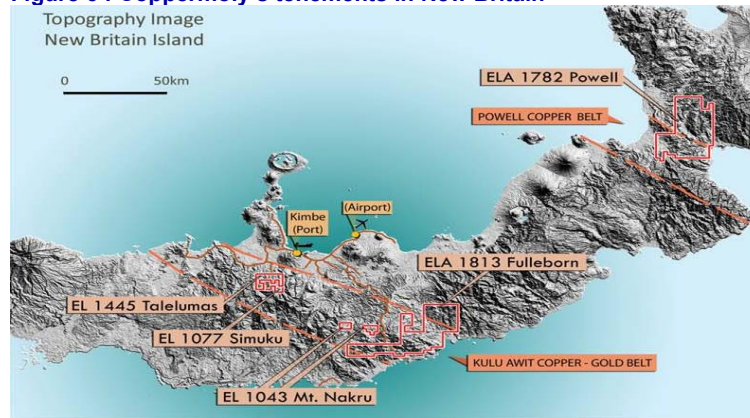 Topography Image
New Britain Island
0 50km
ELA 1782 Powell
POWELL COPPER BELT
Kimbe
(Port)
(Airport)
ELA 1813 Fulleborn
EL 1445 Talelumas
EL 1077 Simuku
KULU AWIT COPPER - GOLD BELT
EL 1043 Mt. Nakru